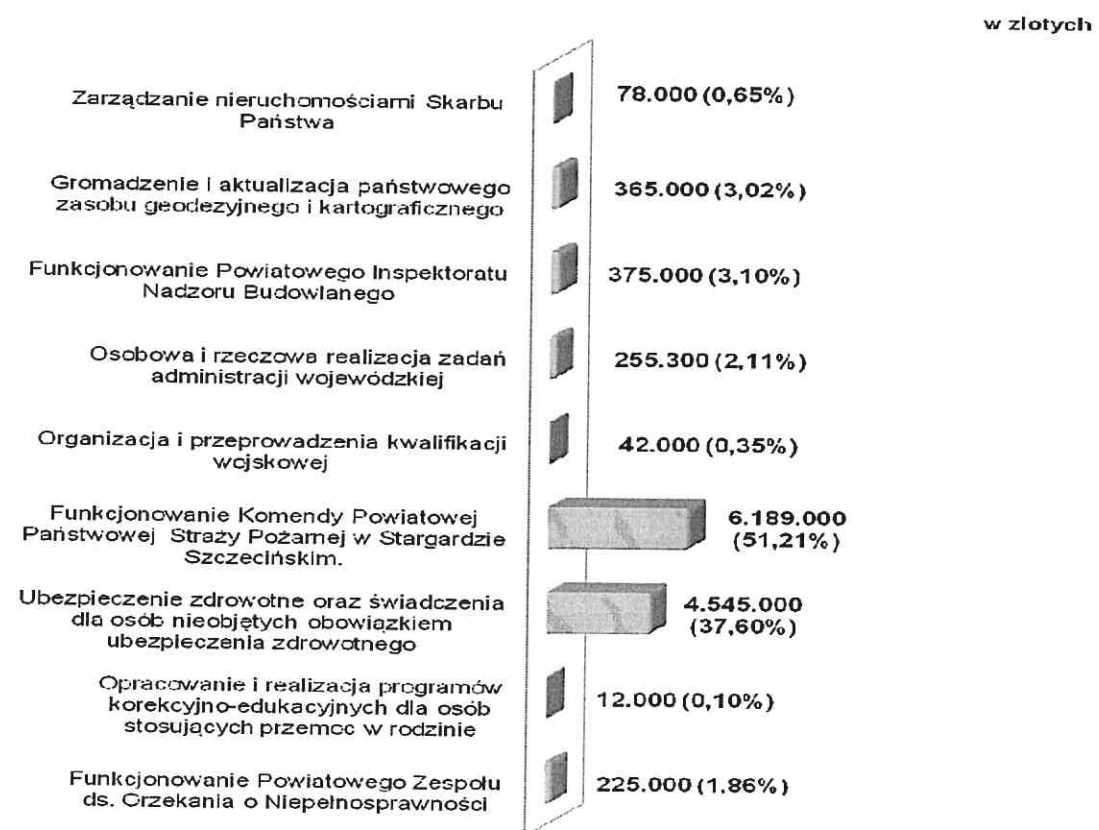 w zlotych
Zarządzanie nieruchomościami Skarbu
Państwa
78.000 (0,65%)
Gromadzenie i aktualizacja państwowego
zasobu geodezyjnego i kartograficznego
365.000 (3,02%)
Funkcjonowanie Powiatowego Inspektoratu
Nadzoru Budowlanego
375.000 (3,10%)
Osobowa i rzeczowa realizacja zadań
administracji wojewódzkiej
255.300 (2,11%)
Organizacja i przeprowadzenia kwalifikacji
wojskowej
42.000 (0,35%)
Funkcjonowanie Komendy Powiatowej
Państwowej Straży Pożarnej w Stargardzie
Szczecińskim.
6.189.000
(51,21%)
Ubezpieczenie zdrowotne oraz świadczenia
dla osób nieobjętych obowiązkiem
ubezpieczenia zdrowotnego
4.545.000
(37,60%)
Opracowanie i realizacja programów
korekcyjno-edukacyjnych dla osób
stosujących przemoc w rodzinie
12.000 (0,10%)
Funkcjonowanie Powiatowego Zespołu
ds. Orzekania o Niepełnosprawności
225.000 (1.86%)